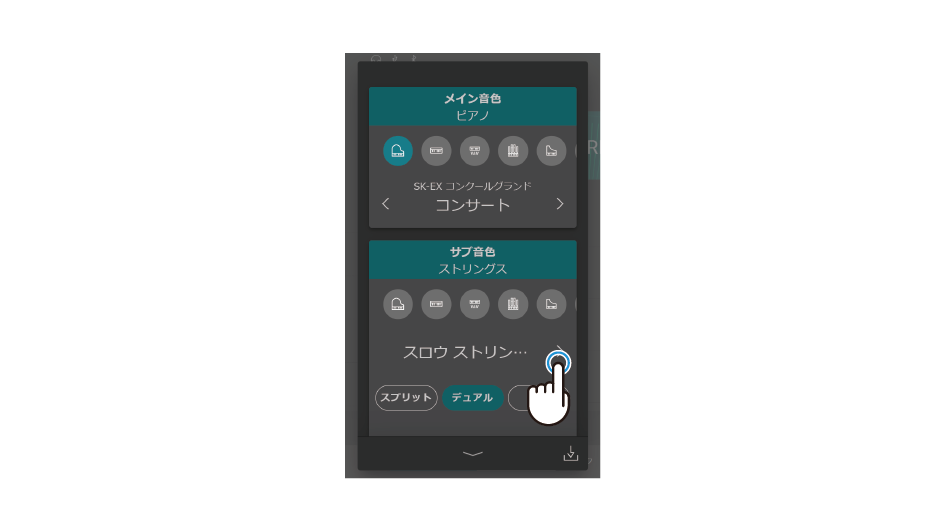 メイン音色
ピアノ
SK-EX コンクールグランド
コンサート
サブ音色
ストリングス
スロウ ストリン…
スプリット
デュアル
R